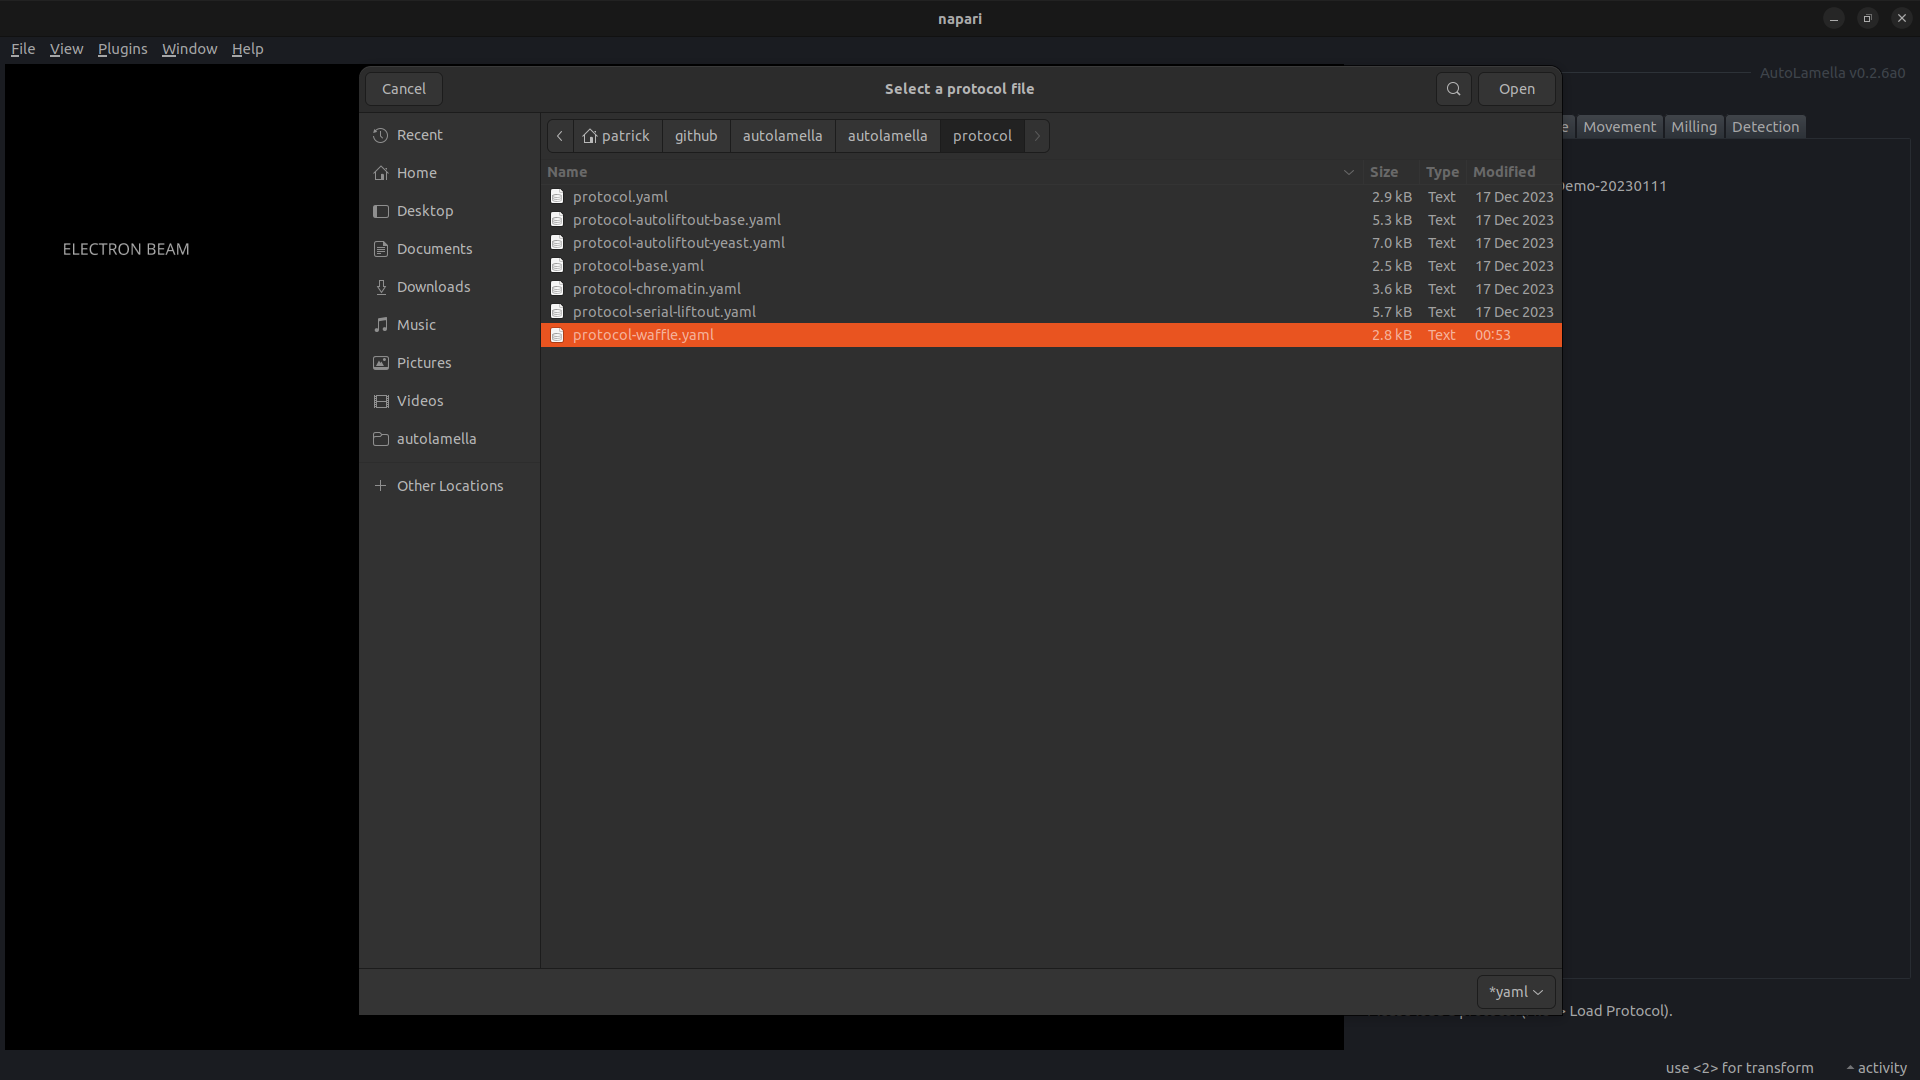 napari
File View Plugins Window Help
Cancel Select a protocol file Open
AutoLamella v0.2.6a0
Movement Milling Detection
emo-20230111
ELECTRON BEAM
Recent
Home
Desktop
Documents
Downloads
Music
Pictures
Videos
autolamella
Other Locations
patrick github autolamella autolamella protocol
Name Size Type Modified
protocol.yaml 2.9 kB Text 17 Dec 2023
protocol-autoliftout-base.yaml 5.3 kB Text 17 Dec 2023
protocol-autoliftout-yeast.yaml 7.0 kB Text 17 Dec 2023
protocol-base.yaml 2.5 kB Text 17 Dec 2023
protocol-chromatin.yaml 3.6 kB Text 17 Dec 2023
protocol-serial-liftout.yaml 5.7 kB Text 17 Dec 2023
protocol-waffle.yaml 2.8 kB Text 00:53
*yaml
Load Protocol).
use <2> for transform activity